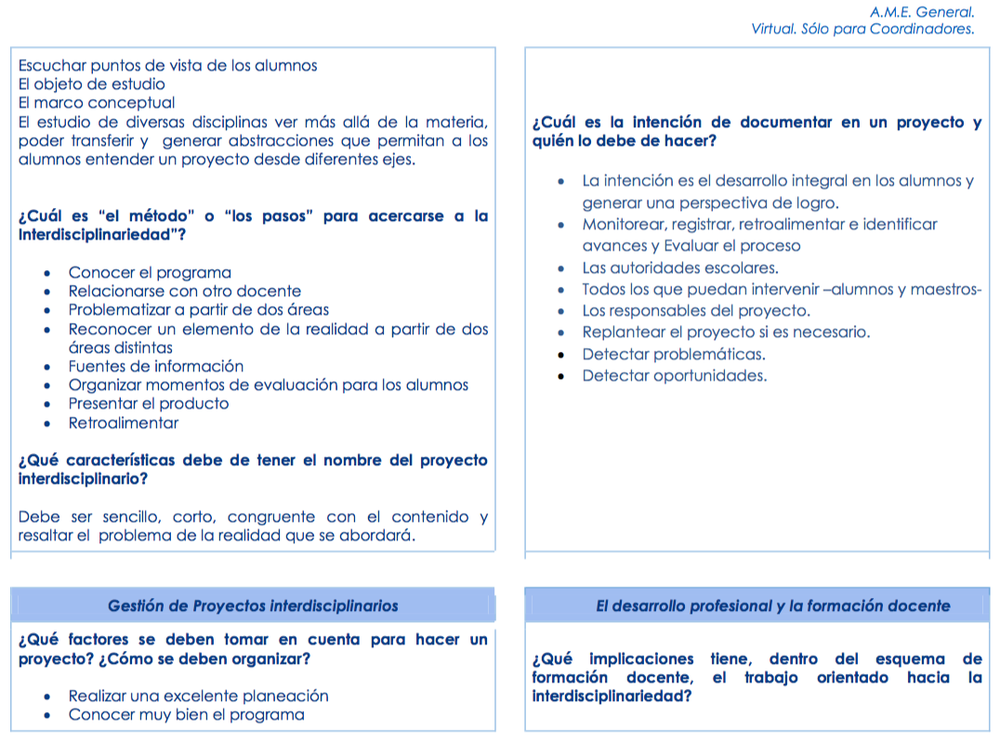 A.M.E. General.
Virtual. Sólo para Coordinadores.
Escuchar puntos de vista de los alumnos
El objeto de estudio
El marco conceptual
El estudio de diversas disciplinas ver más allá de la materia,
poder transferir y generar abstracciones que permitan a los
alumnos entender un proyecto desde diferentes ejes.
¿Cuál es “el método” o “los pasos” para acercarse a la
Interdisciplinariedad”?
• Conocer el programa
• Relacionarse con otro docente
• Problematizar a partir de dos áreas
• Reconocer un elemento de la realidad a partir de dos
áreas distintas
• Fuentes de información
• Organizar momentos de evaluación para los alumnos
• Presentar el producto
• Retroalimentar
¿Qué características debe de tener el nombre del proyecto
interdisciplinario?
Debe ser sencillo, corto, congruente con el contenido y
resaltar el problema de la realidad que se abordará.
¿Cuál es la intención de documentar en un proyecto y
quién lo debe de hacer?
• La intención es el desarrollo integral en los alumnos y
generar una perspectiva de logro.
• Monitorear, registrar, retroalimentar e identificar
avances y Evaluar el proceso
• Las autoridades escolares.
• Todos los que puedan intervenir –alumnos y maestros-
• Los responsables del proyecto.
• Replantear el proyecto si es necesario.
• Detectar problemáticas.
• Detectar oportunidades.
Gestión de Proyectos interdisciplinarios
¿Qué factores se deben tomar en cuenta para hacer un
proyecto? ¿Cómo se deben organizar?
• Realizar una excelente planeación
• Conocer muy bien el programa
El desarrollo profesional y la formación docente
¿Qué implicaciones tiene, dentro del esquema de
formación docente, el trabajo orientado hacia la
interdisciplinariedad?